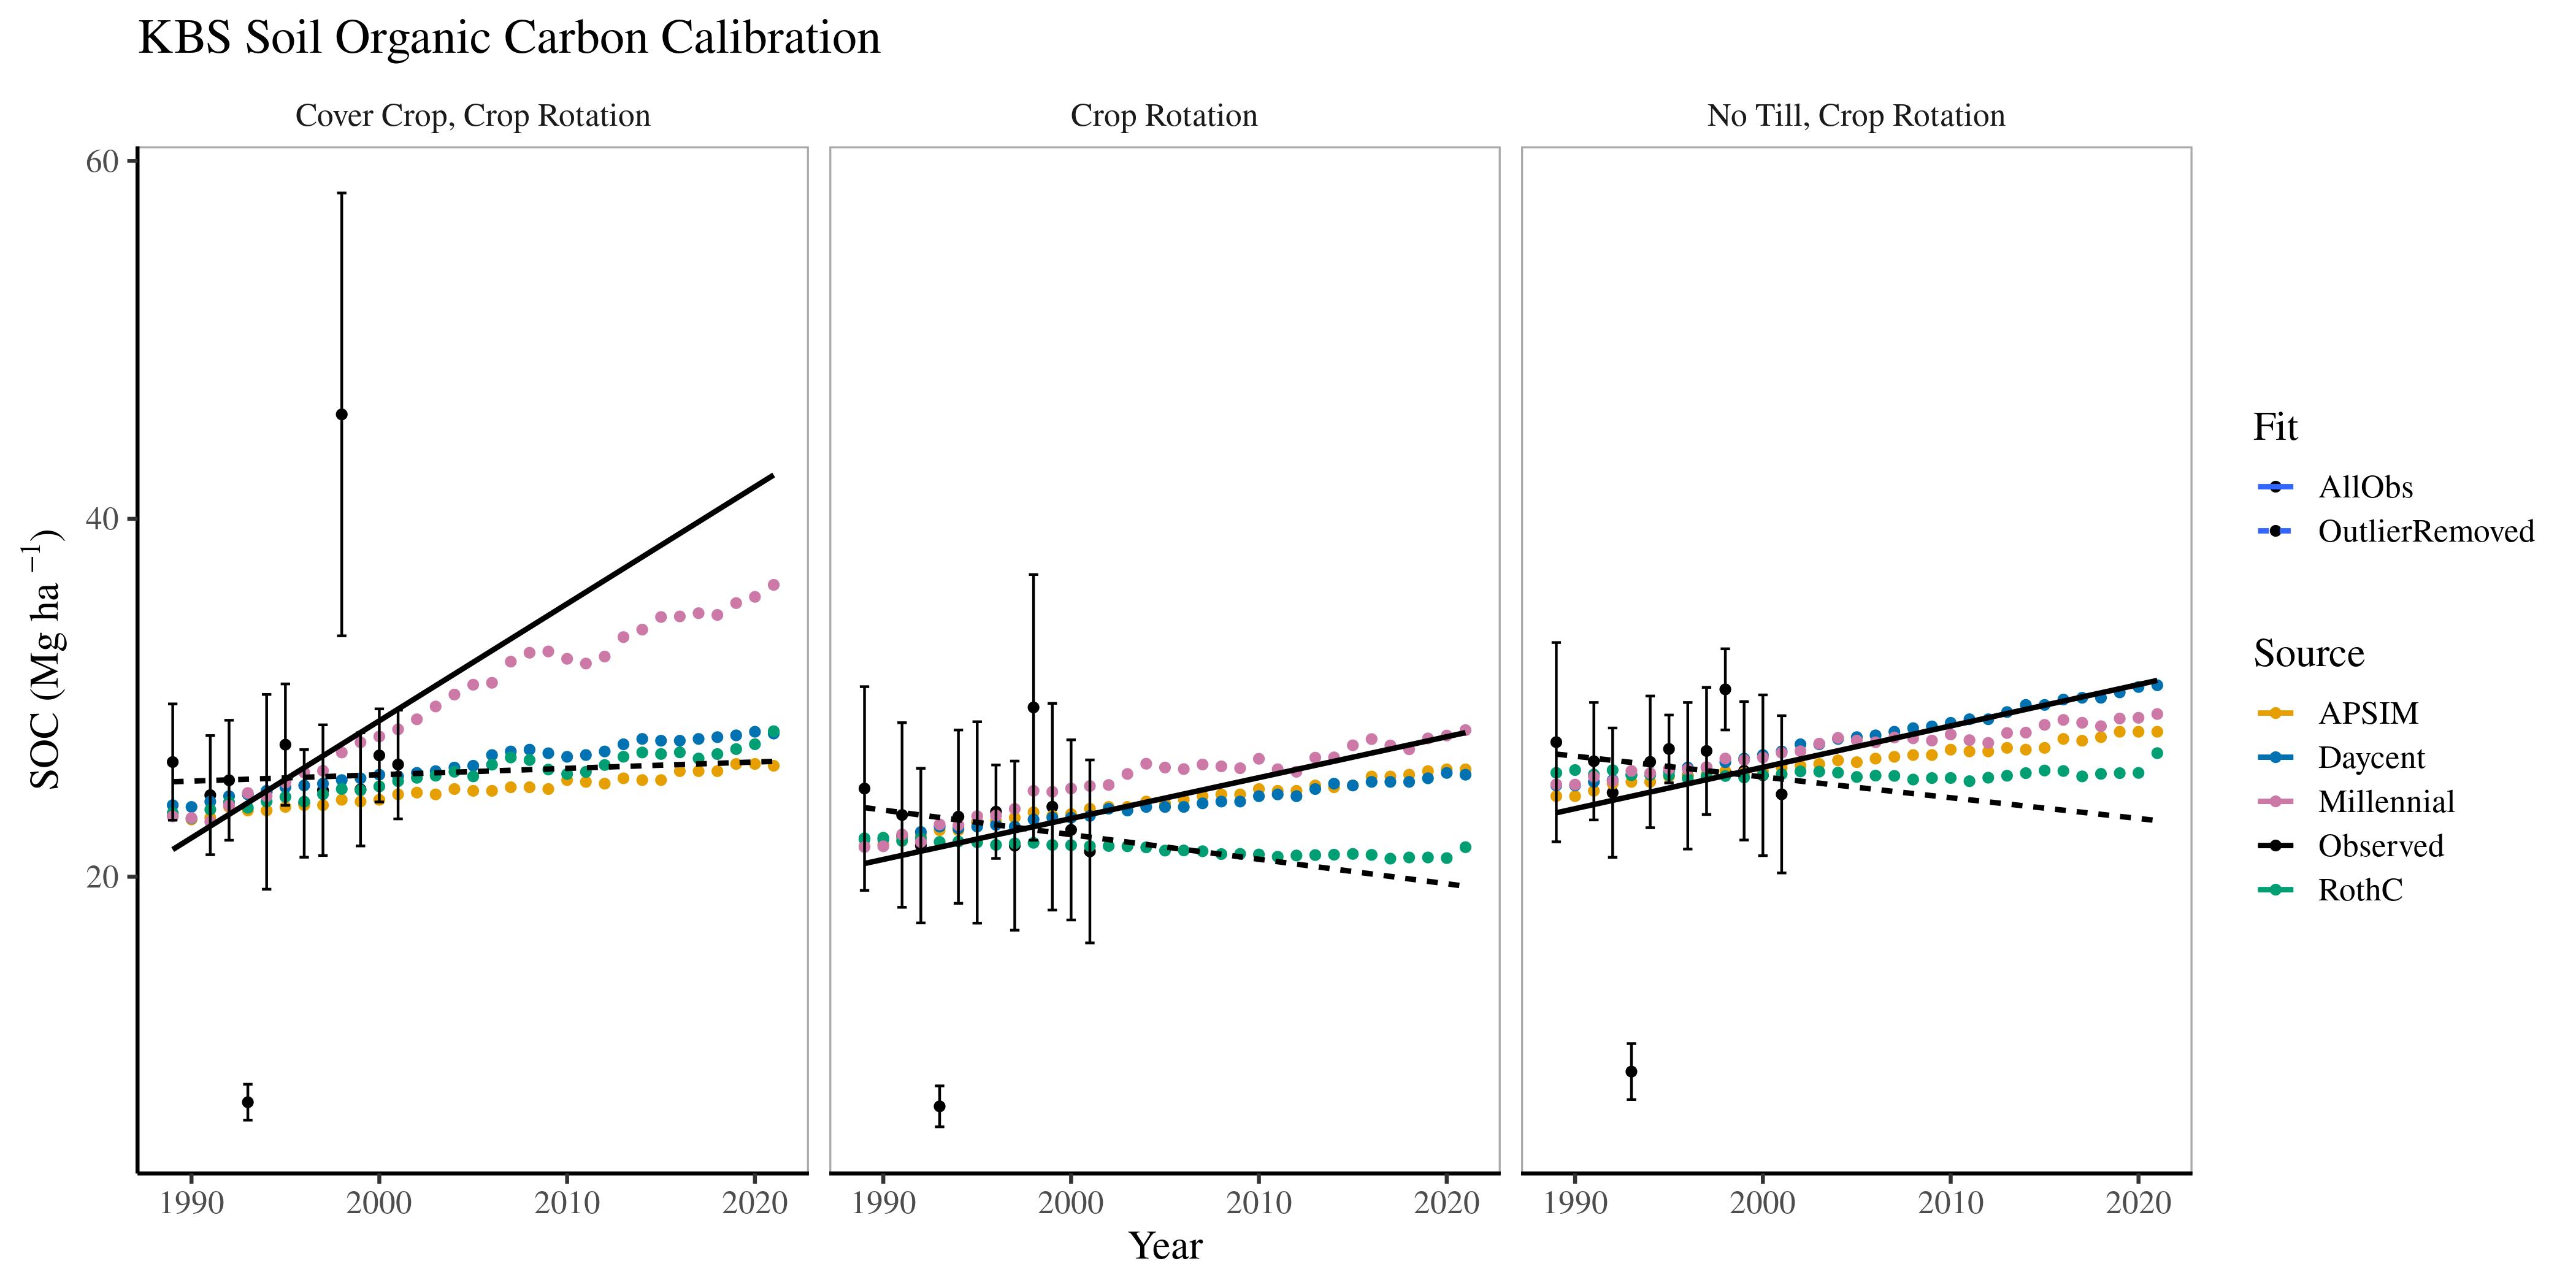 KBS Soil Organic Carbon Calibration
Cover Crop, Crop Rotation
Crop Rotation
No Till, Crop Rotation
60
40
20
SOC (Mg ha ⁻¹)
1990 2000 2010 2020
1990 2000 2010 2020
1990 2000 2010 2020
Year
Fit
AllObs
OutlierRemoved
Source
APSIM
Daycent
Millennial
Observed
RothC